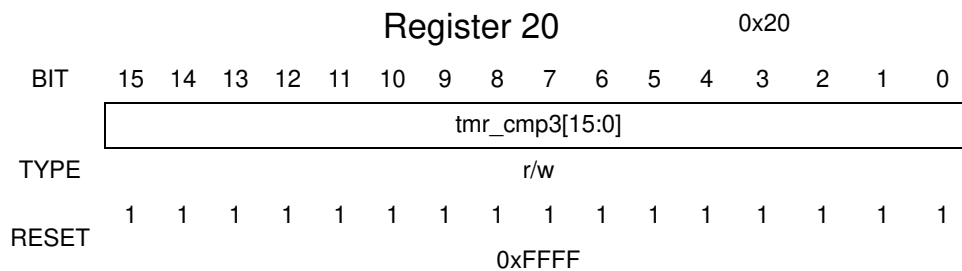 Register 20 0x20
BIT 15 14 13 12 11 10 9 8 7 6 5 4 3 2 1 0
tmr_cmp3[15:0]
TYPE r/w
RESET 1 1 1 1 1 1 1 1 1 1 1 1 1 1 1 1
0xFFFF